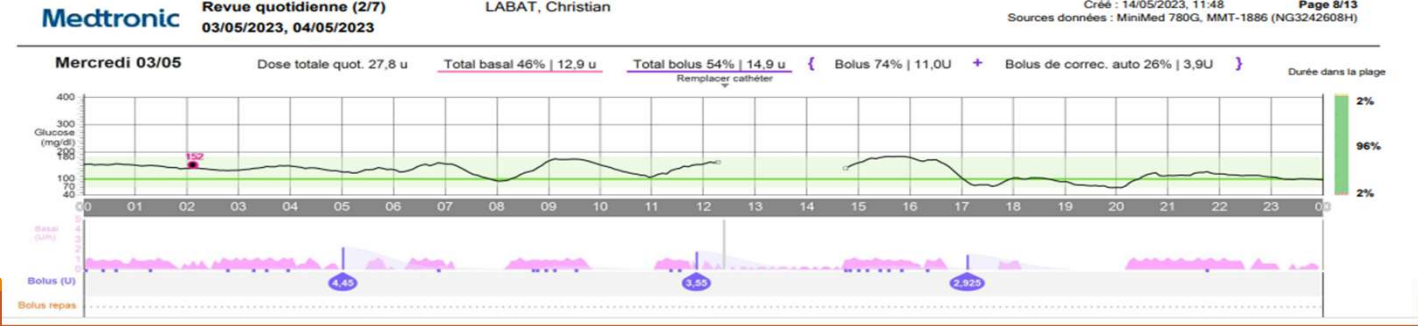 Medtronic
Revue quotidienne (2/7)
03/05/2023, 04/05/2023
LABAT, Christian
Créé : 14/05/2023, 11:48
Page 8/13
Sources données : MiniMed 780G, MMT-1886 (NG3242608H)
Mercredi 03/05
Dose totale quot. 27,8 u
Total basal 46% | 12,9 u
Total bolus 54% | 14,9 u
{ Bolus 74% | 11,0U + Bolus de correc. auto 26% | 3,9U }
Durée dans la plage
Remplacer cathéter
400
300
Glucose
(mg/dl)
200
180
100
70
40
152
2%
96%
2%
00 01 02 03 04 05 06 07 08 09 10 11 12 13 14 15 16 17 18 19 20 21 22 23 00
Basal
(U/h)
5
4
3
2
1
0
Bolus (U)
4,45
3,55
2,925
Bolus repas